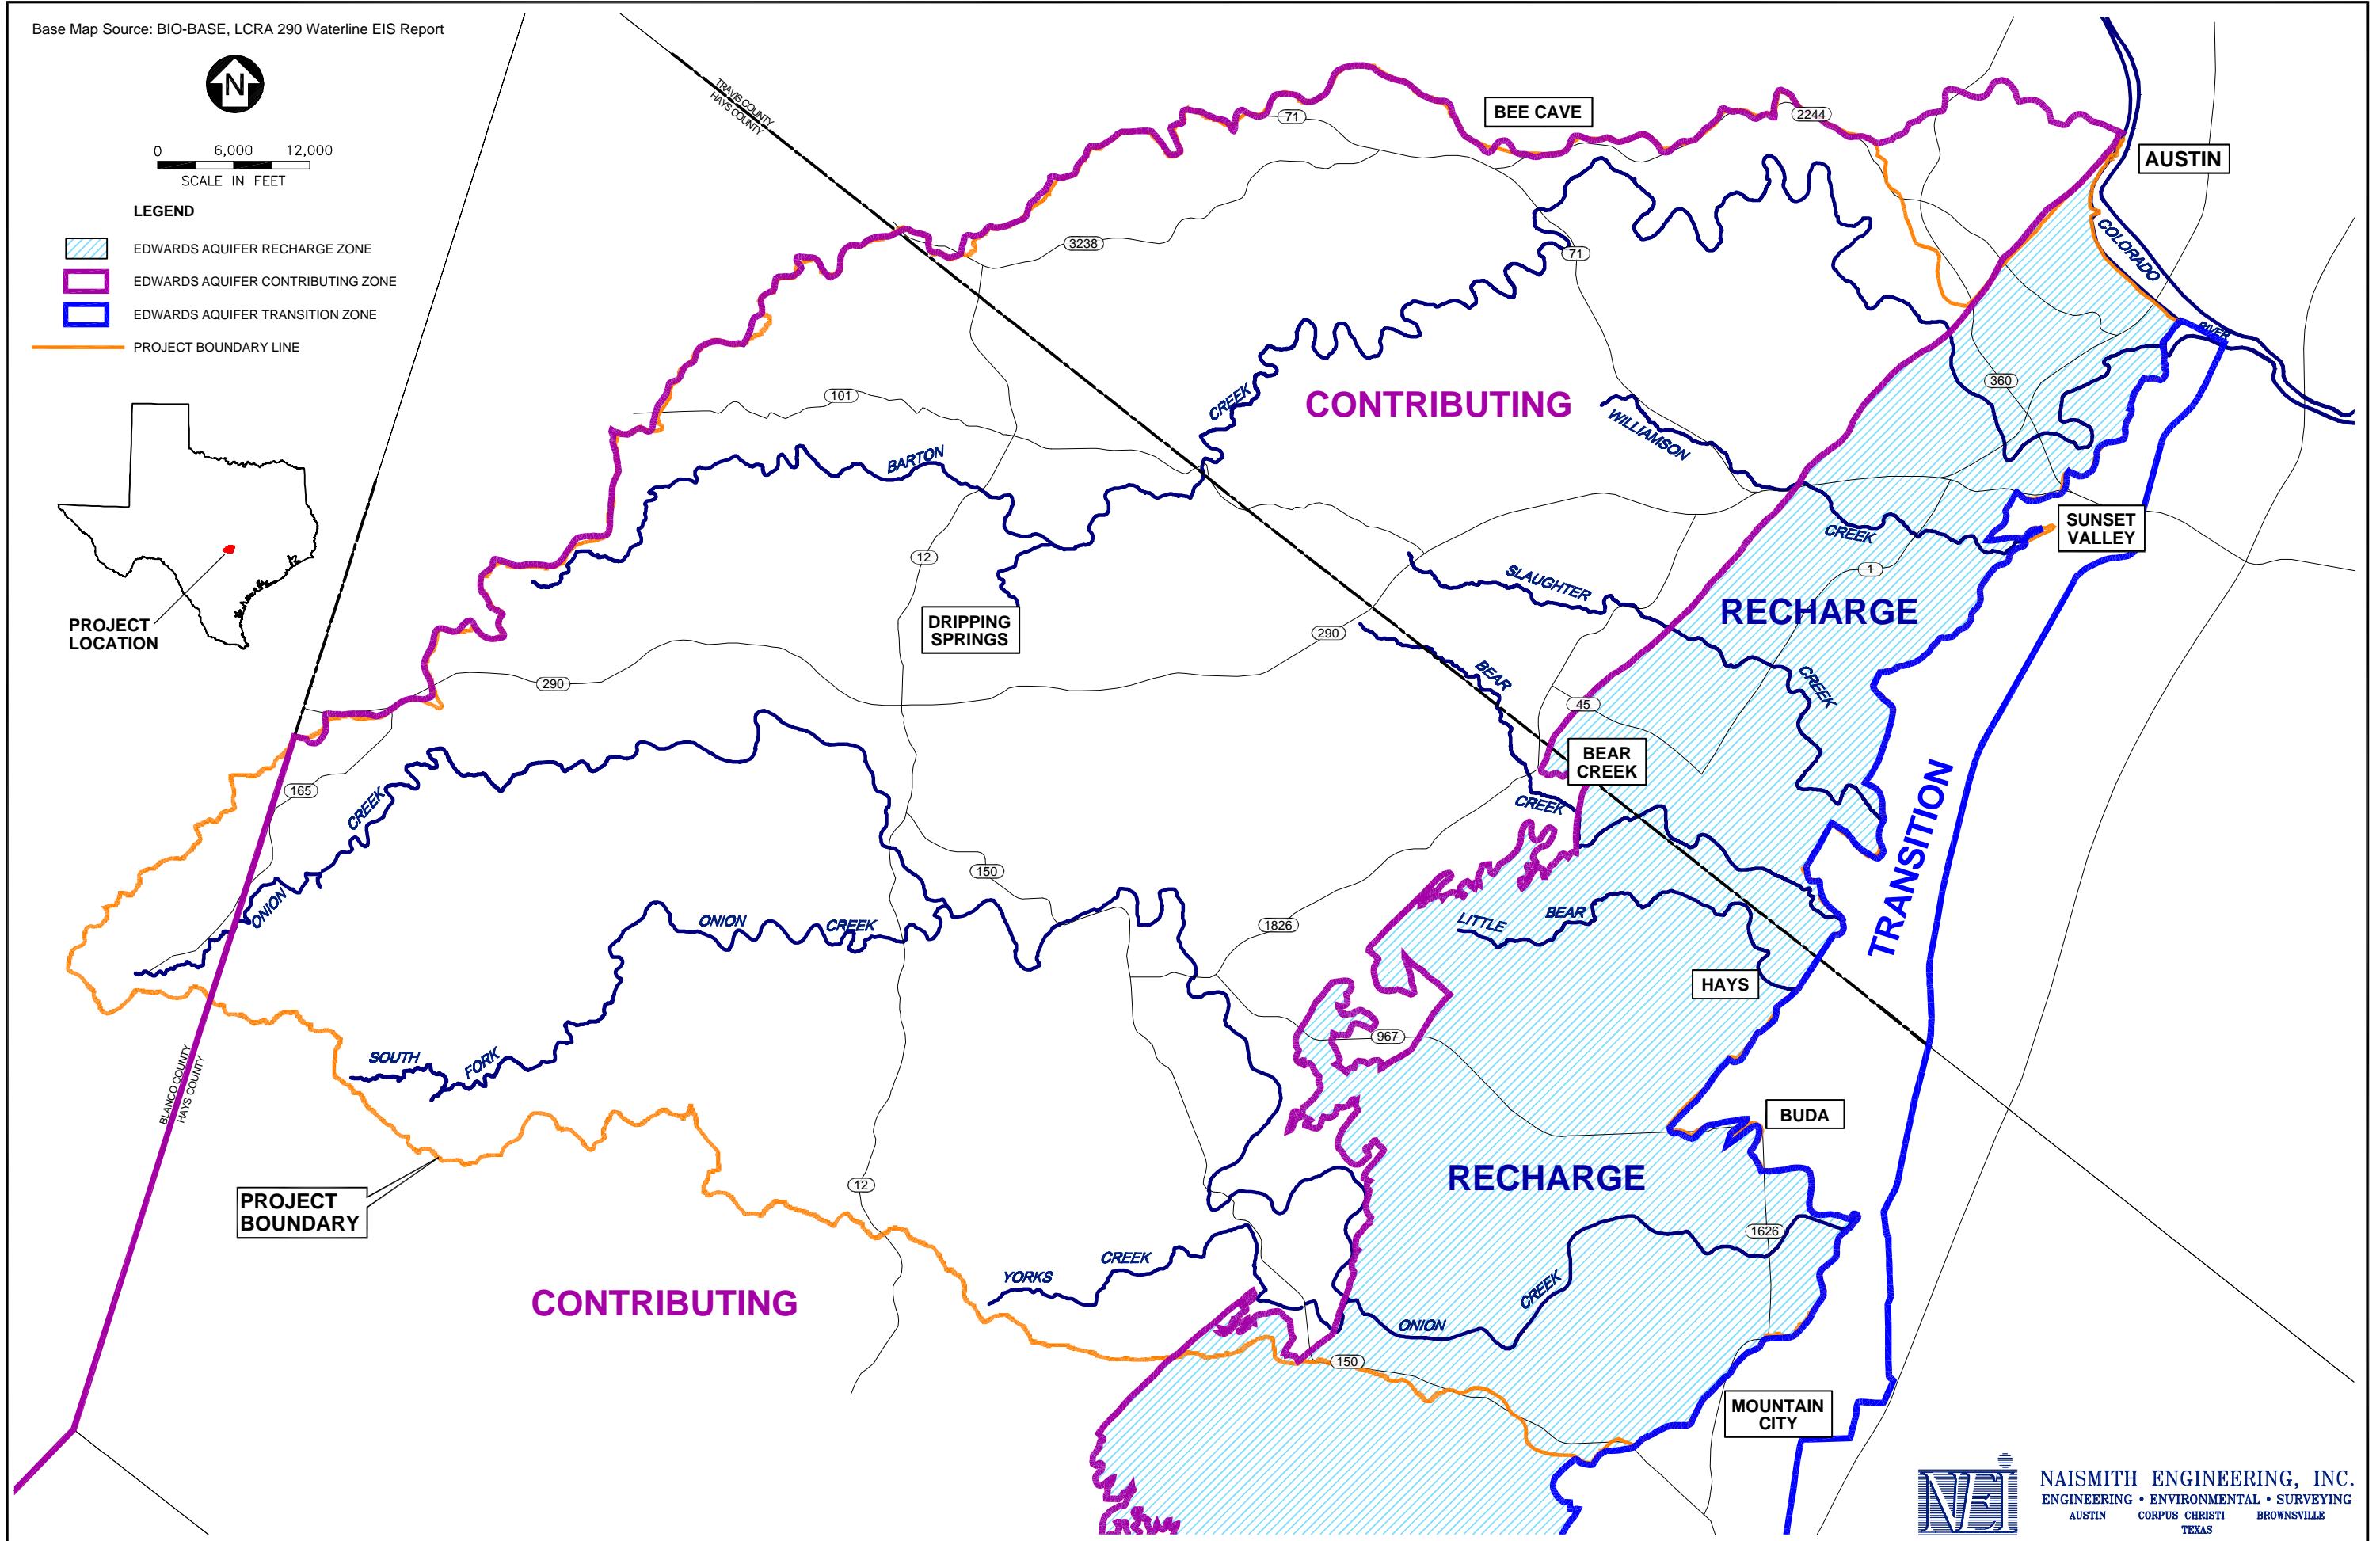 Base Map Source: BIO-BASE, LCRA 290 Waterline EIS Report
N
0 6,000 12,000
SCALE IN FEET
LEGEND
EDWARDS AQUIFER RECHARGE ZONE
EDWARDS AQUIFER CONTRIBUTING ZONE
EDWARDS AQUIFER TRANSITION ZONE
PROJECT BOUNDARY LINE
PROJECT
LOCATION
TRAVIS COUNTY
HAYS COUNTY
71
BEE CAVE
2244
AUSTIN
COLORADO
RIVER
3238
71
360
101
CREEK
CONTRIBUTING
WILLIAMSON
BARTON
CREEK
SUNSET
VALLEY
12
1
SLAUGHTER
RECHARGE
DRIPPING
SPRINGS
290
290
BEAR
CREEK
45
BEAR
CREEK
165
CREEK
CREEK
TRANSITION
150
ONION
ONION
CREEK
1826
LITTLE
BEAR
HAYS
967
SOUTH
FORK
BLANCO COUNTY
HAYS COUNTY
BUDA
PROJECT
BOUNDARY
12
RECHARGE
1626
YORKS
CREEK
CREEK
CONTRIBUTING
ONION
150
MOUNTAIN
CITY
NEI
NAISMITH ENGINEERING, INC.
ENGINEERING • ENVIRONMENTAL • SURVEYING
AUSTIN CORPUS CHRISTI BROWNSVILLE
TEXAS